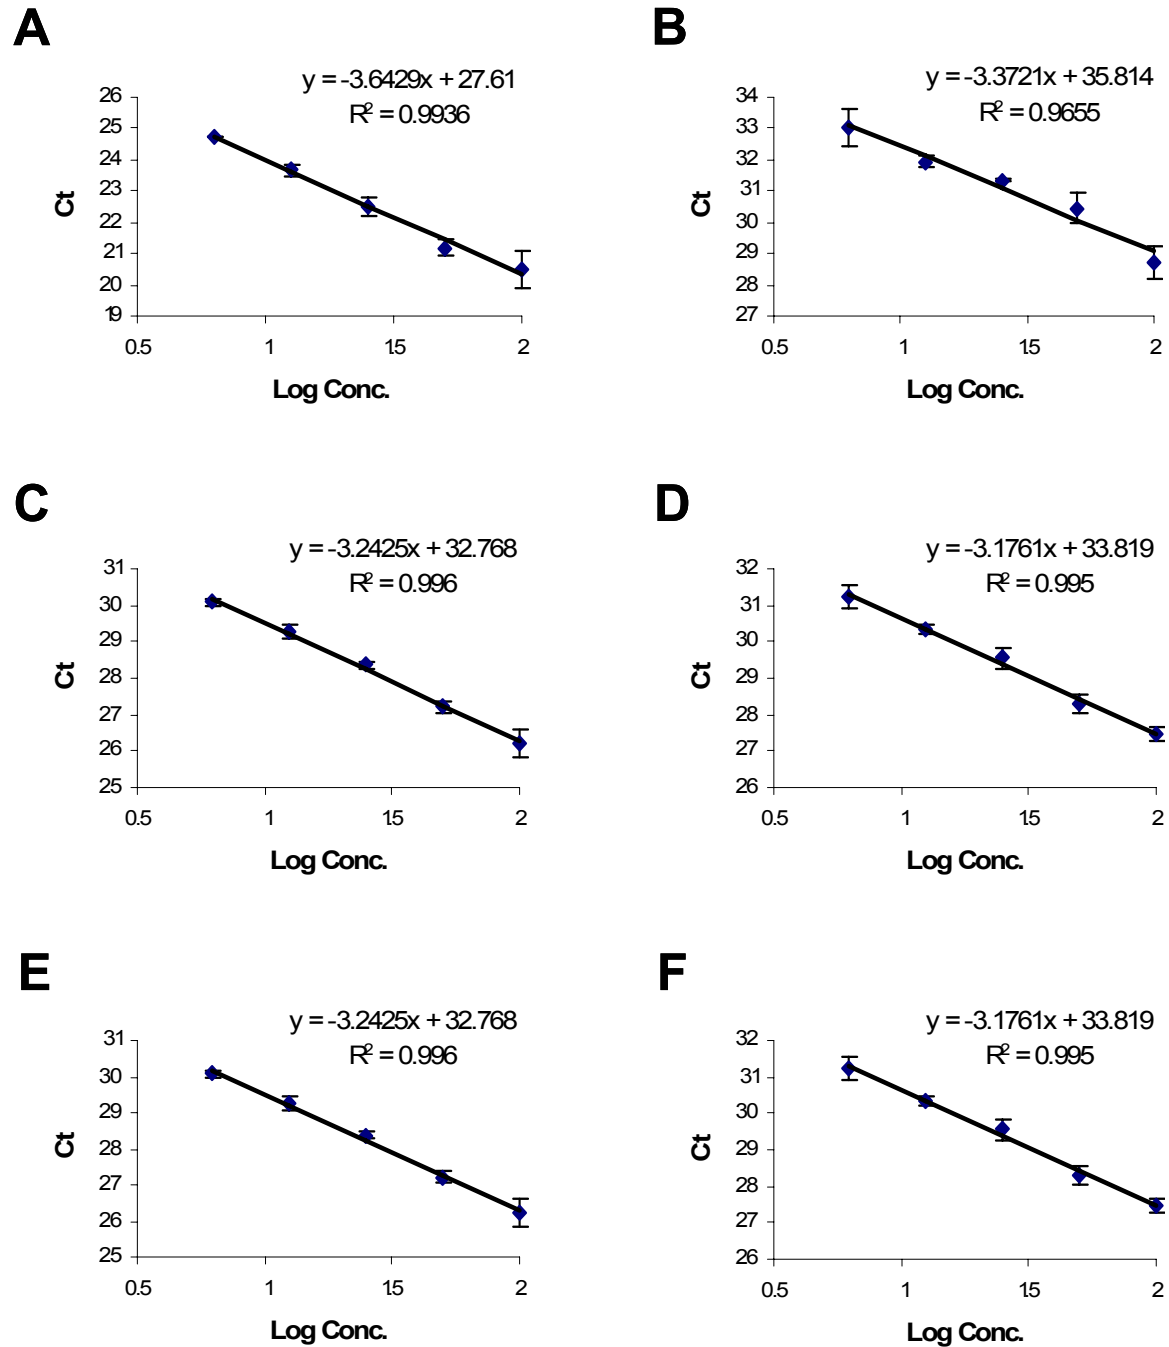 A
y = -3.6429x + 27.61
R² = 0.9936
26
25
24
23
22
21
20
19
Ct
0.5
1
1.5
2
Log Conc.
B
y = -3.3721x + 35.814
R² = 0.9655
34
33
32
31
30
29
28
27
Ct
0.5
1
1.5
2
Log Conc.
C
y = -3.2425x + 32.768
R² = 0.996
31
30
29
28
27
26
25
Ct
0.5
1
1.5
2
Log Conc.
D
y = -3.1761x + 33.819
R² = 0.995
32
31
30
29
28
27
26
Ct
0.5
1
1.5
2
Log Conc.
E
y = -3.2425x + 32.768
R² = 0.996
31
30
29
28
27
26
25
Ct
0.5
1
1.5
2
Log Conc.
F
y = -3.1761x + 33.819
R² = 0.995
32
31
30
29
28
27
26
Ct
0.5
1
1.5
2
Log Conc.